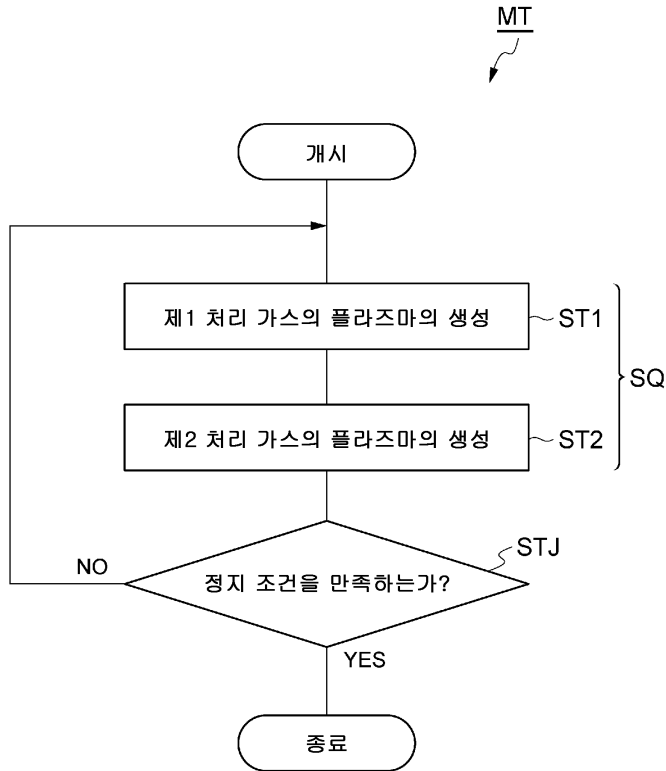 MT
개시
제1 처리 가스의 플라즈마의 생성
ST1
SQ
제2 처리 가스의 플라즈마의 생성
ST2
STJ
NO
정지 조건을 만족하는가?
YES
종료